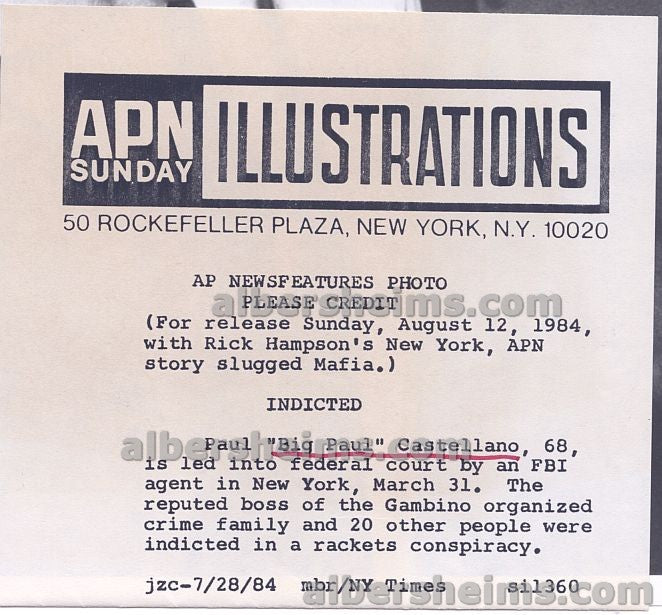 APN
SUNDAY
ILLUSTRATIONS
50 ROCKEFELLER PLAZA, NEW YORK, N.Y. 10020
AP NEWSFEATURES PHOTO
albersheims.com
PLEASE CREDIT
(For release Sunday, August 12, 1984,
with Rick Hampson's New York, APN
story slugged Mafia.)
INDICTED
albersheims.com
Paul "Big Paul" Castellano, 68,
is led into federal court by an FBI
agent in New York, March 31. The
reputed boss of the Gambino organized
crime family and 20 other people were
indicted in a rackets conspiracy.
jzc-7/28/84 mbr/NY Times sil360
albersheims.com